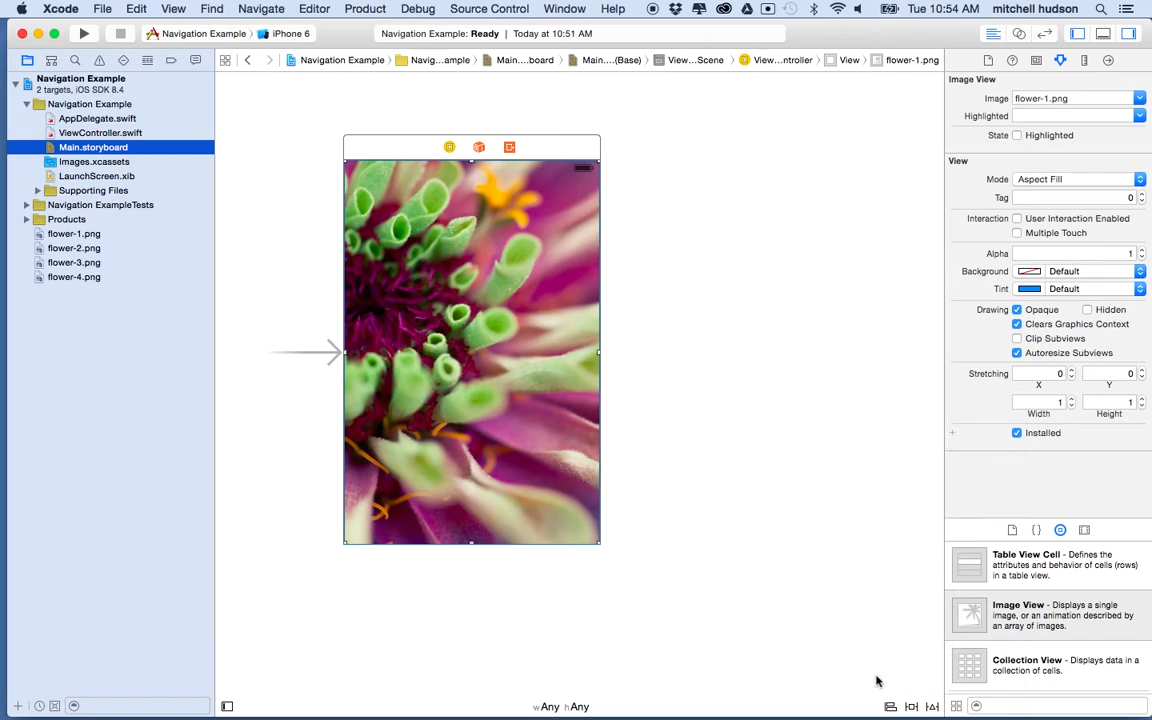 Xcode File Edit View Find Navigate Editor Product Debug Source Control Window Help Tue 10:54 AM mitchell hudson
Navigation Example iPhone 6 Navigation Example: Ready Today at 10:51 AM
Navigation Example Navig...ample Main....board Main....(Base) View...Scene View...ntroller View flower-1.png
Navigation Example
2 targets, iOS SDK 8.4
Navigation Example
AppDelegate.swift
ViewController.swift
Main.storyboard
Images.xcassets
LaunchScreen.xib
Supporting Files
Navigation ExampleTests
Products
flower-1.png
flower-2.png
flower-3.png
flower-4.png
wAny hAny
Image View
Image flower-1.png
Highlighted
State Highlighted
View
Mode Aspect Fill
Tag 0
Interaction User Interaction Enabled
Multiple Touch
Alpha 1
Background Default
Tint Default
Drawing Opaque Hidden
Clears Graphics Context
Clip Subviews
Autoresize Subviews
Stretching 0 0
X Y
1 1
Width Height
Installed
Table View Cell - Defines the
attributes and behavior of cells (rows)
in a table view.
Image View - Displays a single
image, or an animation described by
an array of images.
Collection View - Displays data in a
collection of cells.